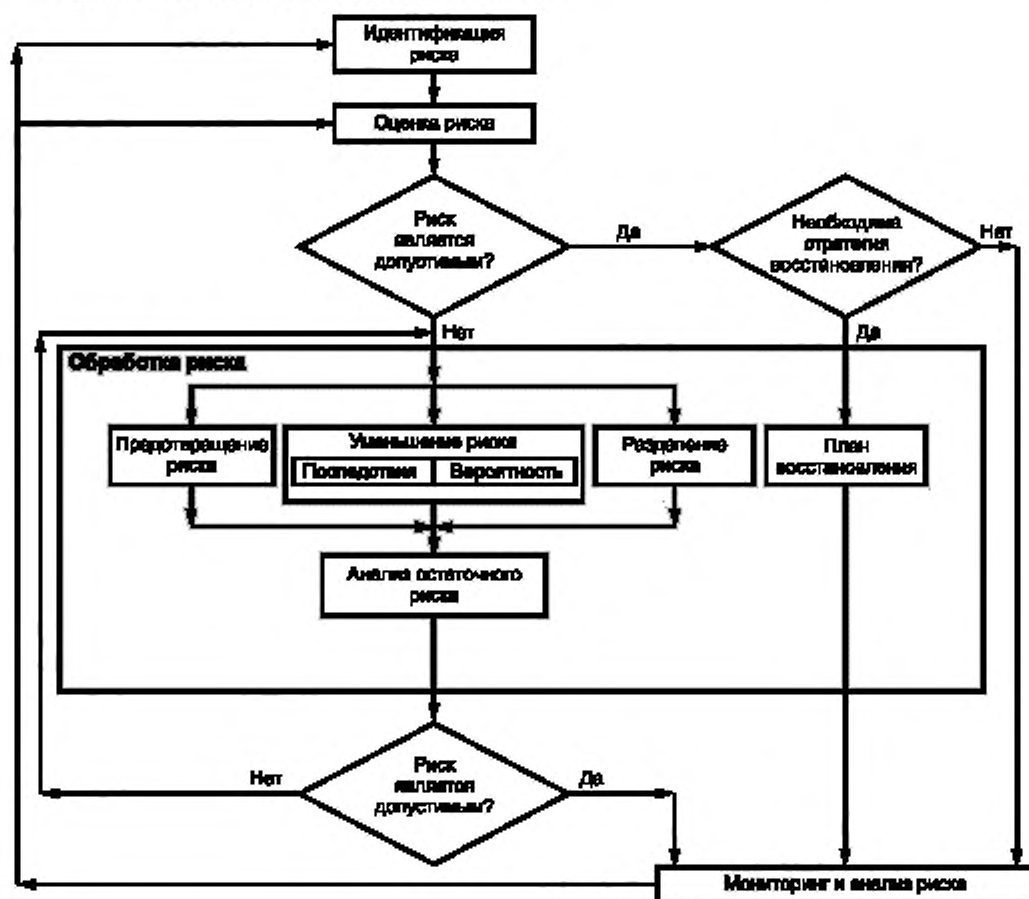 Идентификация
риска
Оценка риска
Риск
является
допустимым?
Да
Необходима
стратегия
восстановления?
Нет
Нет
Да
Обработка риска
Предотвращение
риска
Уменьшение риска
Последствия
Вероятность
Разделение
риска
План
восстановления
Анализ остаточного
риска
Нет
Риск
является
допустимым?
Да
Мониторинг и анализ риска